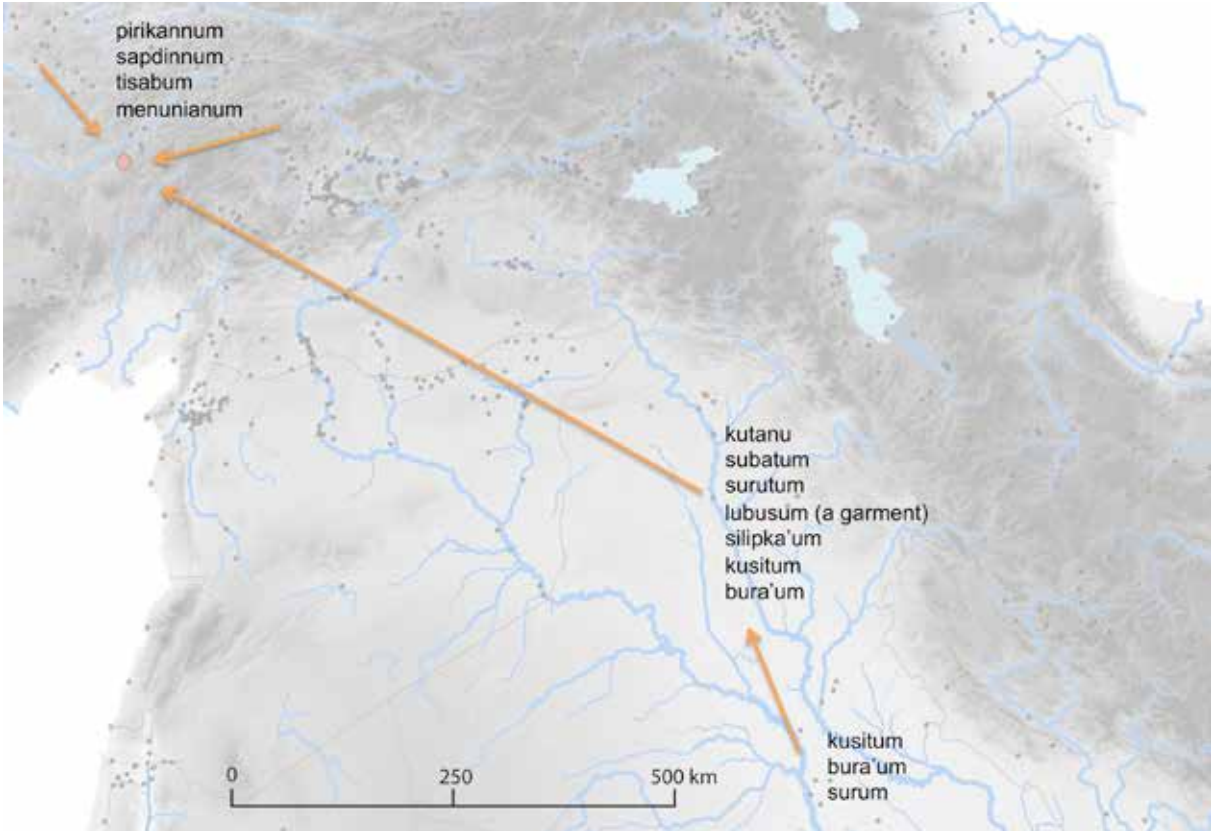 pirikannum
sapdinnum
tisabum
menunianum
kutanu
subatum
surutum
lubusum (a garment)
silipka'um
kusitum
bura'um
kusitum
bura'um
surum
0 250 500 km